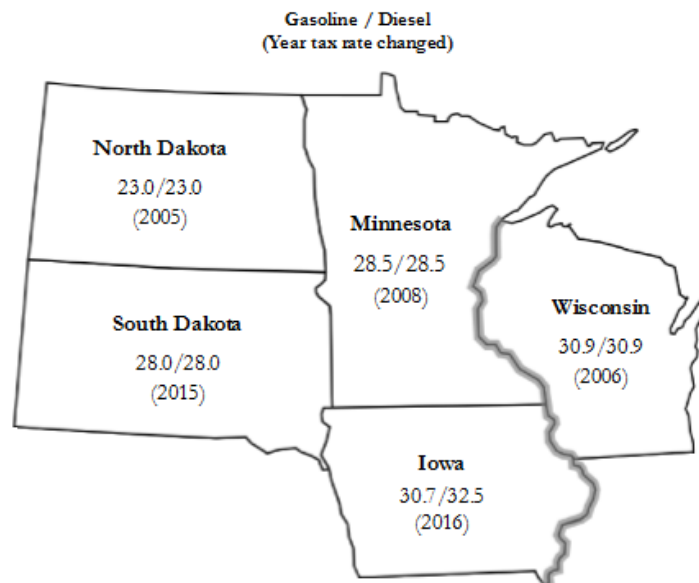 Gasoline / Diesel
(Year tax rate changed)
North Dakota
23.0/23.0
(2005)
Minnesota
28.5/28.5
(2008)
Wisconsin
30.9/30.9
(2006)
South Dakota
28.0/28.0
(2015)
Iowa
30.7/32.5
(2016)